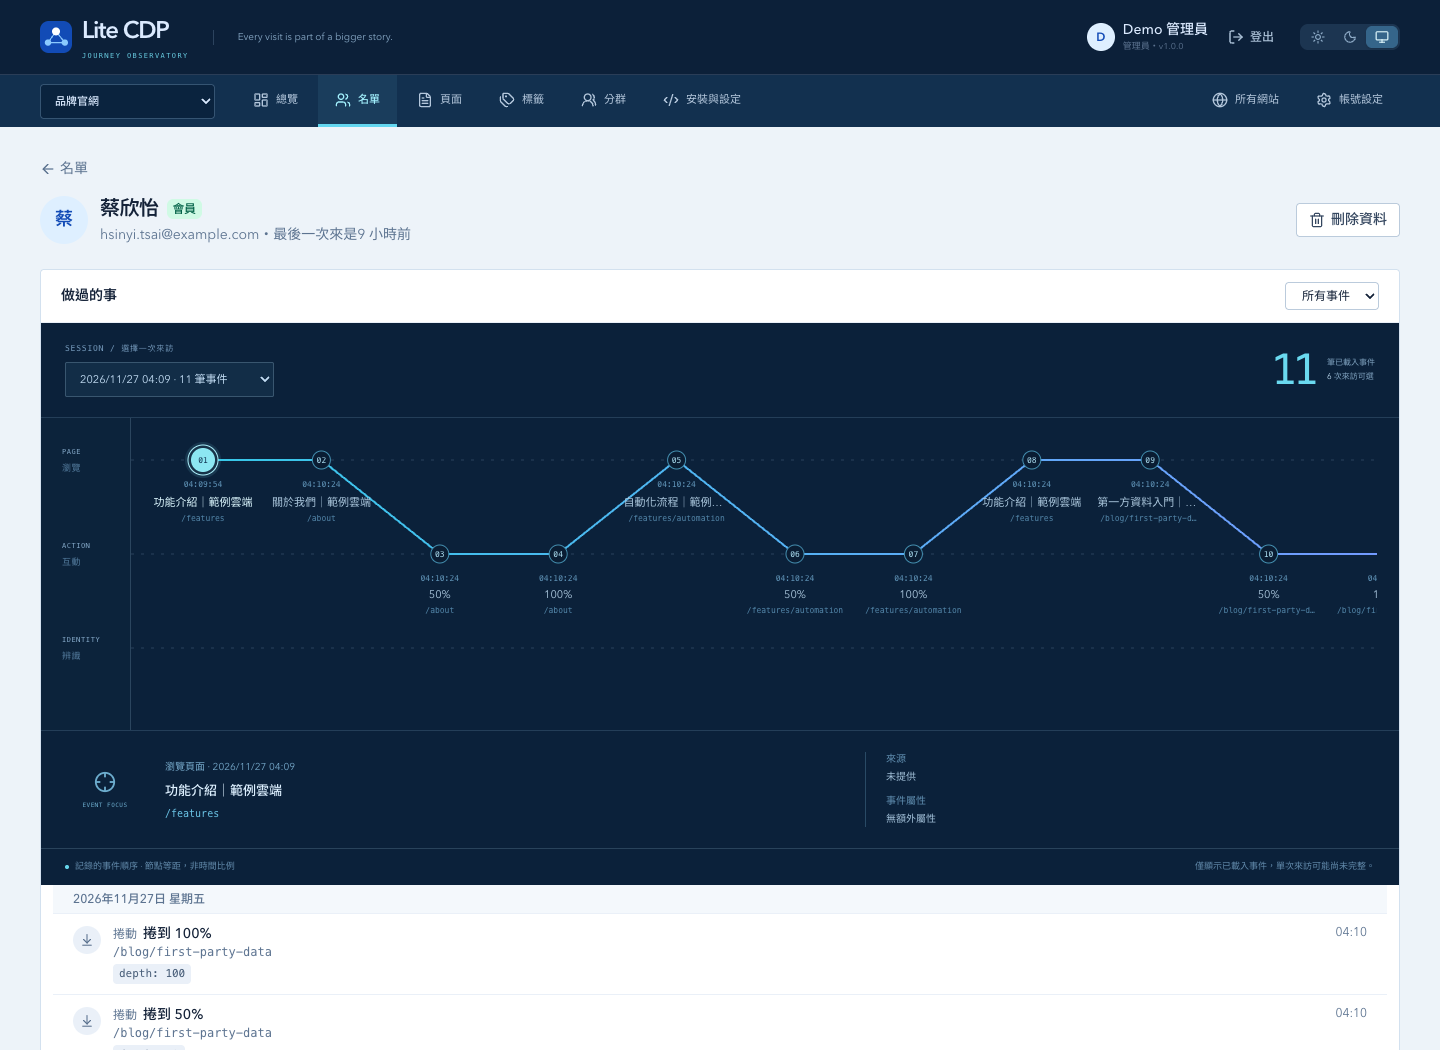 Lite CDP
JOURNEY OBSERVATORY
Every visit is part of a bigger story.
D
Demo 管理員
管理員・v1.0.0
登出
品牌官網
總覽
名單
頁面
標籤
分群
安裝與設定
所有網站
帳號設定
名單
蔡
蔡欣怡
會員
hsinyi.tsai@example.com・最後一次來是9 小時前
刪除資料
做過的事
所有事件
SESSION / 選擇一次來訪
2026/11/27 04:09 · 11 筆事件
11
筆已載入事件
6 次來訪可選
PAGE
瀏覽
01
04:09:54
功能介紹｜範例雲端
/features
02
04:10:24
關於我們｜範例雲端
/about
05
04:10:24
自動化流程｜範例…
/features/automation
08
04:10:24
功能介紹｜範例雲端
/features
09
04:10:24
第一方資料入門｜…
/blog/first-party-d…
ACTION
互動
03
04:10:24
50%
/about
04
04:10:24
100%
/about
06
04:10:24
50%
/features/automation
07
04:10:24
100%
/features/automation
10
04:10:24
50%
/blog/first-party-d…
04
1
/blog/fi
IDENTITY
辨識
EVENT FOCUS
瀏覽頁面 · 2026/11/27 04:09
功能介紹｜範例雲端
/features
來源
未提供
事件屬性
無額外屬性
記錄的事件順序 · 節點等距，非時間比例
僅顯示已載入事件，單次來訪可能尚未完整。
2026年11月27日 星期五
捲動 捲到 100%
04:10
/blog/first-party-data
depth: 100
捲動 捲到 50%
04:10
/blog/first-party-data